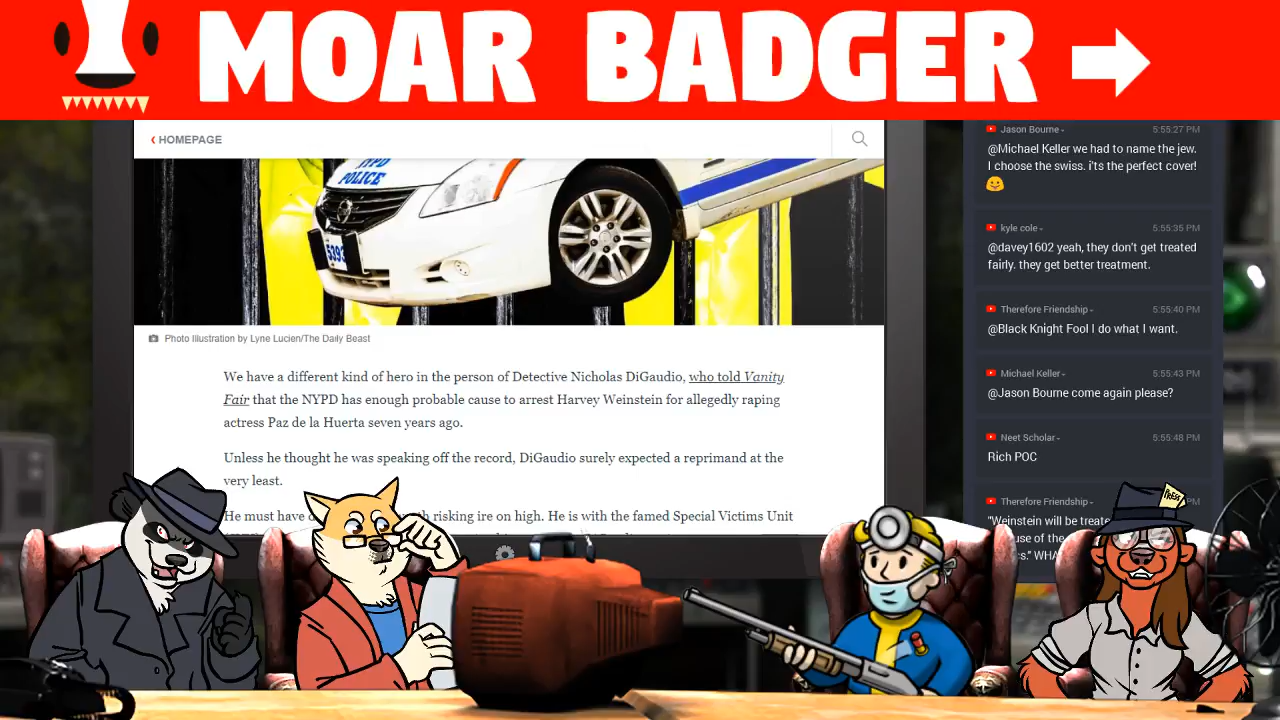 MOAR BADGER
HOMEPAGE
NYPD
POLICE
5093
Photo Illustration by Lyne Lucien/The Daily Beast
We have a different kind of hero in the person of Detective Nicholas DiGaudio, who told Vanity
Fair that the NYPD has enough probable cause to arrest Harvey Weinstein for allegedly raping
actress Paz de la Huerta seven years ago.
Unless he thought he was speaking off the record, DiGaudio surely expected a reprimand at the
very least.
He must have risking ire on high. He is with the famed Special Victims Unit
Jason Bourne 5:55:27 PM
@Michael Keller we had to name the jew.
I choose the swiss. i'ts the perfect cover!
kyle cole 5:55:35 PM
@davey1602 yeah, they don't get treated
fairly. they get better treatment.
Therefore Friendship 5:55:40 PM
@Black Knight Fool I do what I want.
Michael Keller 5:55:43 PM
@Jason Bourne come again please?
Neet Scholar 5:55:48 PM
Rich POC
Therefore Friendship PM
"Weinstein will be
of the
WHA
PRESS